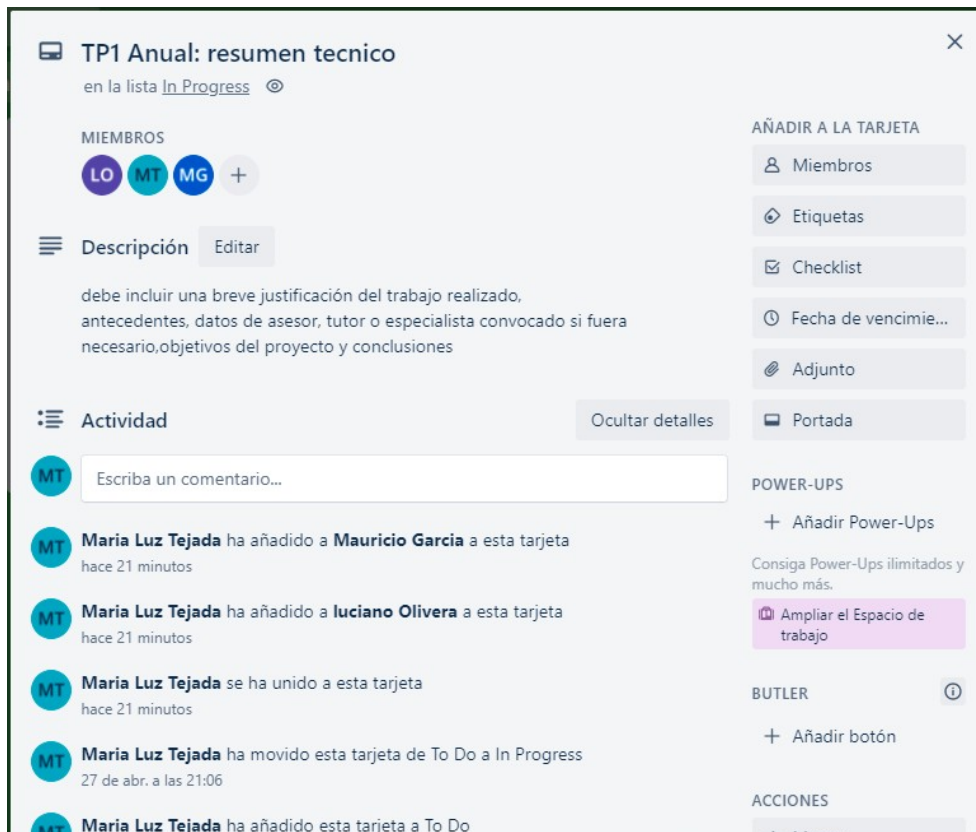 TP1 Anual: resumen tecnico
en la lista In Progress
MIEMBROS
LO MT MG +
Descripción Editar
debe incluir una breve justificación del trabajo realizado,
antecedentes, datos de asesor, tutor o especialista convocado si fuera
necesario,objetivos del proyecto y conclusiones
Actividad Ocultar detalles
MT Escriba un comentario...
MT Maria Luz Tejada ha añadido a Mauricio Garcia a esta tarjeta
hace 21 minutos
MT Maria Luz Tejada ha añadido a luciano Olivera a esta tarjeta
hace 21 minutos
MT Maria Luz Tejada se ha unido a esta tarjeta
hace 21 minutos
MT Maria Luz Tejada ha movido esta tarjeta de To Do a In Progress
27 de abr. a las 21:06
MT Maria Luz Tejada ha añadido esta tarjeta a To Do
AÑADIR A LA TARJETA
Miembros
Etiquetas
Checklist
Fecha de vencimie...
Adjunto
Portada
POWER-UPS
+ Añadir Power-Ups
Consiga Power-Ups ilimitados y
mucho más.
Ampliar el Espacio de
trabajo
BUTLER
+ Añadir botón
ACCIONES